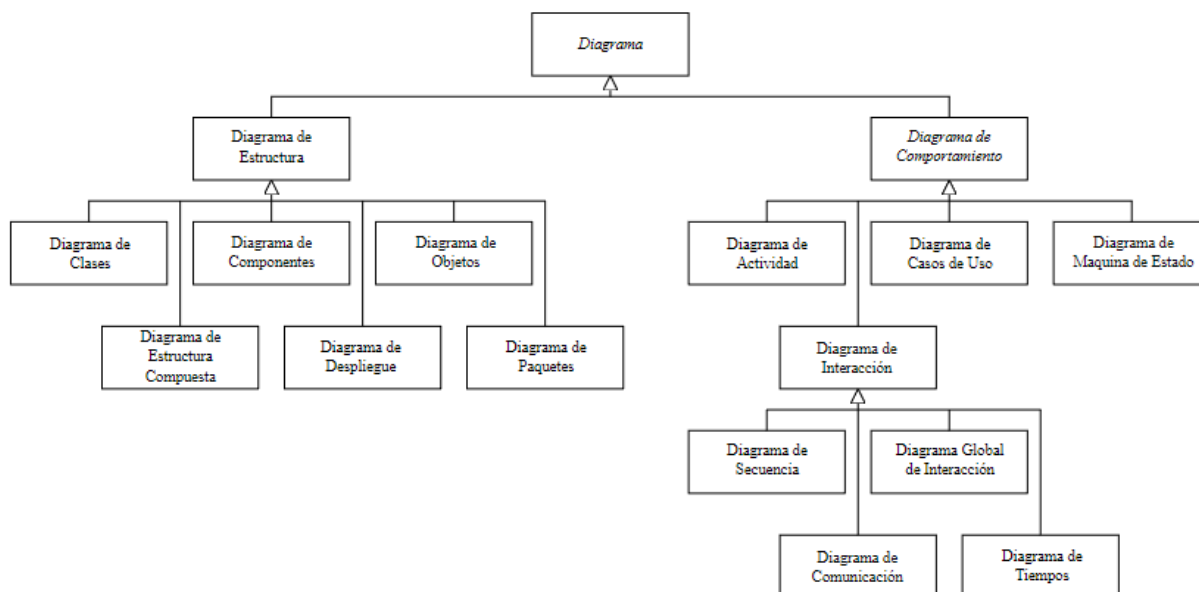 Diagrama
Diagrama de
Estructura
Diagrama de
Comportamiento
Diagrama de
Clases
Diagrama de
Componentes
Diagrama de
Objetos
Diagrama de
Actividad
Diagrama de
Casos de Uso
Diagrama de
Maquina de Estado
Diagrama de
Estructura
Compuesta
Diagrama de
Despliegue
Diagrama de
Paquetes
Diagrama de
Interacción
Diagrama de
Secuencia
Diagrama Global
de Interacción
Diagrama de
Comunicación
Diagrama de
Tiempos